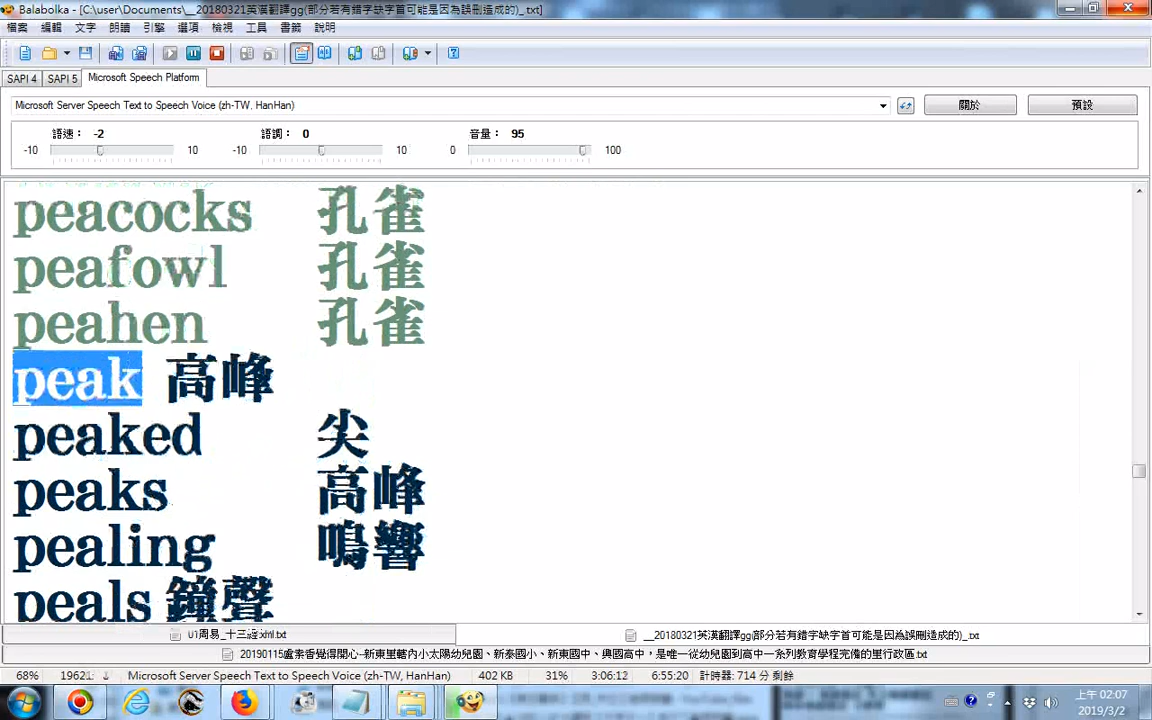 Balabolka - [C:\user\Documents\__20180321英漢翻譯gg(部分若有錯字缺字首可能是因為誤刪造成的)_.txt]
檔案 編輯 文字 朗讀 引擎 選項 檢視 工具 書籤 說明
SAPI 4 SAPI 5 Microsoft Speech Platform
Microsoft Server Speech Text to Speech Voice (zh-TW, HanHan) 關於 預設
語速： -2 語調： 0 音量： 95
-10 10 -10 10 0 100
peacocks 孔雀
peafowl 孔雀
peahen 孔雀
peak 高峰
peaked 尖
peaks 高峰
pealing 鳴響
peals 鐘聲
01周易_十三經.xml.txt __20180321英漢翻譯gg(部分若有錯字缺字首可能是因為誤刪造成的)_.txt
20190115盧素香覺得開心-新東里轄內小太陽幼兒園、新泰國小、新東國中、興國高中，是唯一從幼兒園到高中一系列教育學程完備的里行政區.txt
68% 19621: Microsoft Server Speech Text to Speech Voice (zh-TW, HanHan) 402 KB 31% 3:06:12 6:55:20 計時器: 714 分 剩餘
上午 02:07
2019/3/2